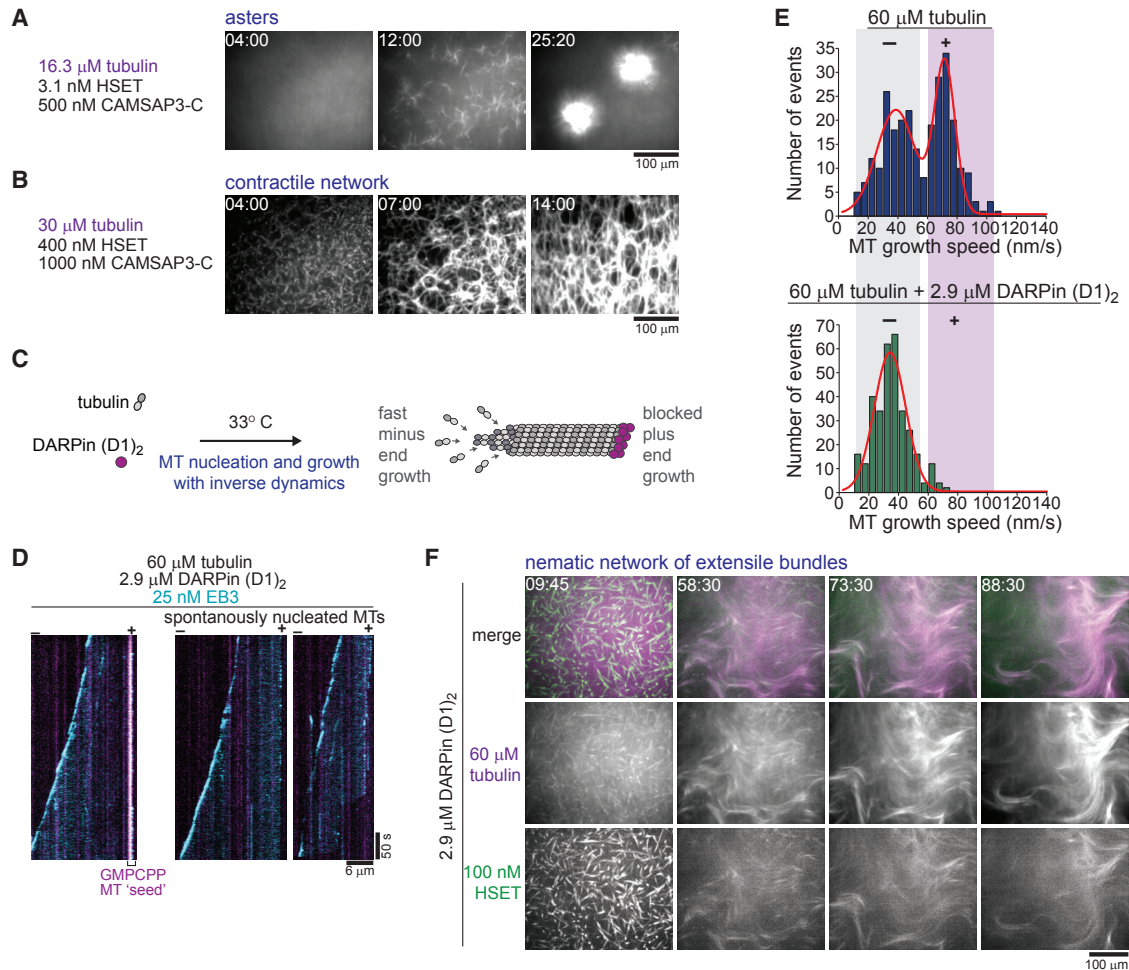 A
asters
16.3 μM tubulin
3.1 nM HSET
500 nM CAMSAP3-C
04:00
12:00
25:20
100 μm
B
contractile network
30 μM tubulin
400 nM HSET
1000 nM CAMSAP3-C
04:00
07:00
14:00
100 μm
C
tubulin
DARPin (D1)2
33° C
MT nucleation and growth
with inverse dynamics
fast
minus
end
growth
blocked
plus
end
growth
D
60 μM tubulin
2.9 μM DARPin (D1)2
25 nM EB3
spontanously nucleated MTs
– +
– +
– +
50 s
6 μm
GMPCPP
MT 'seed'
E
60 μM tubulin
– +
Number of events
35
30
25
20
15
10
5
0
0 20 40 60 80 100 120 140
MT growth speed (nm/s)
60 μM tubulin + 2.9 μM DARPin (D1)2
– +
Number of events
70
60
50
40
30
20
10
0
0 20 40 60 80 100 120 140
MT growth speed (nm/s)
F
nematic network of extensile bundles
09:45
58:30
73:30
88:30
2.9 μM DARPin (D1)2
merge
60 μM
tubulin
100 nM
HSET
100 μm